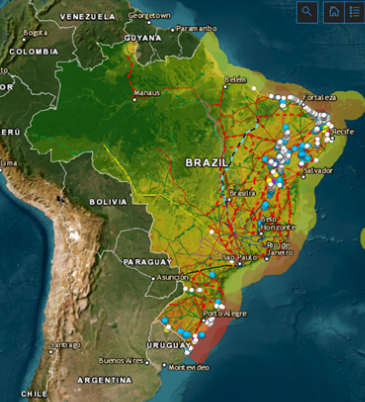 VENEZUELA
Georgetown
Paramaribo
GUYANA
Bogota
COLOMBIA
Belem
Manaus
Fortaleza
Recife
PERÚ
BRAZIL
Lima
Salvador
Brasilia
BOLIVIA
Belo
Horizonte
Rio de
Janeiro
Sao Paulo
PARAGUAY
Asuncion
Porto Alegre
URUGUAY
Santiago
Buenos Aires
Montevideo
ARGENTINA
CHILE